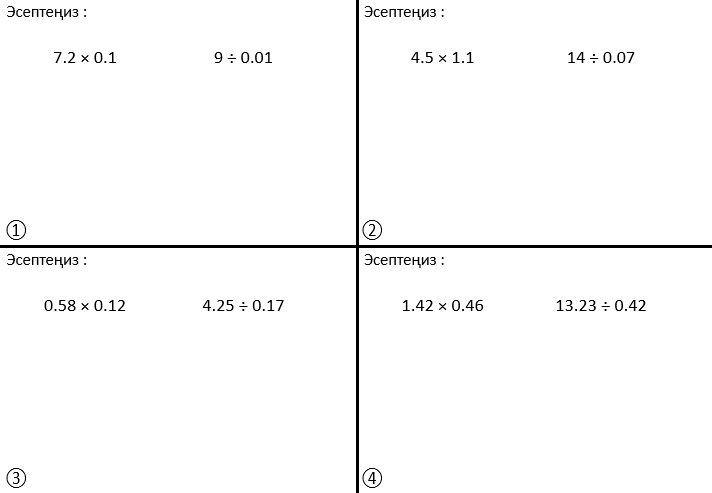 Эсептеңиз :
7.2 × 0.1 9 ÷ 0.01
①
Эсептеңиз :
4.5 × 1.1 14 ÷ 0.07
②
Эсептеңиз :
0.58 × 0.12 4.25 ÷ 0.17
③
Эсептеңиз :
1.42 × 0.46 13.23 ÷ 0.42
④